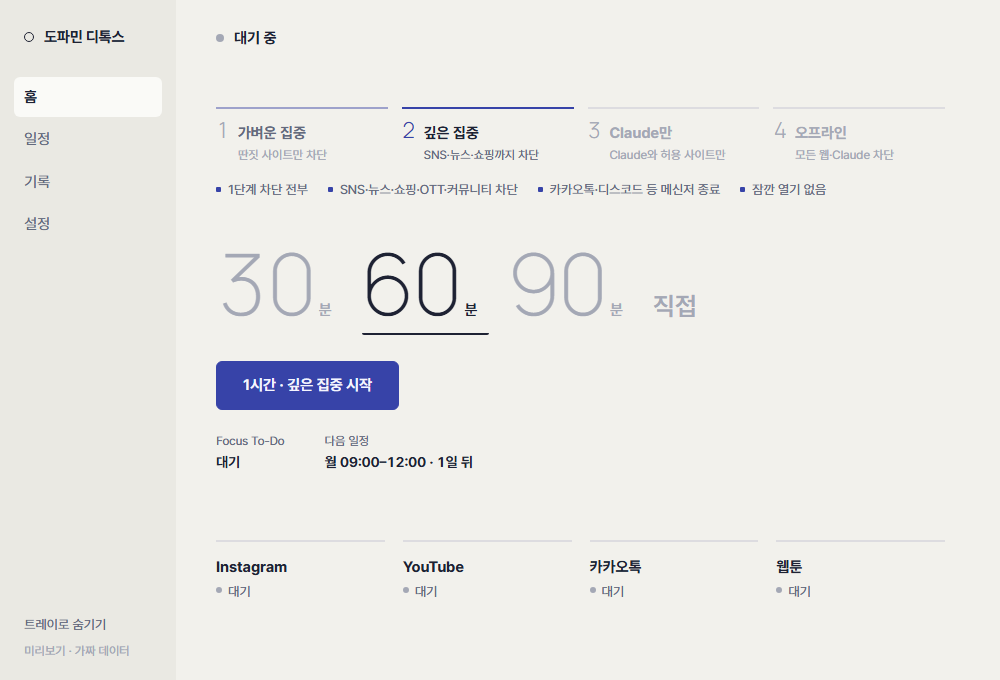 도파민 디톡스
홈
일정
기록
설정
트레이로 숨기기
미리보기 · 가짜 데이터
대기 중
1 가벼운 집중
딴짓 사이트만 차단
2 깊은 집중
SNS·뉴스·쇼핑까지 차단
3 Claude만
Claude와 허용 사이트만
4 오프라인
모든 웹·Claude 차단
1단계 차단 전부
SNS·뉴스·쇼핑·OTT·커뮤니티 차단
카카오톡·디스코드 등 메신저 종료
잠깐 열기 없음
30분 60분 90분 직접
1시간 · 깊은 집중 시작
Focus To-Do
대기
다음 일정
월 09:00–12:00 · 1일 뒤
Instagram
대기
YouTube
대기
카카오톡
대기
웹툰
대기